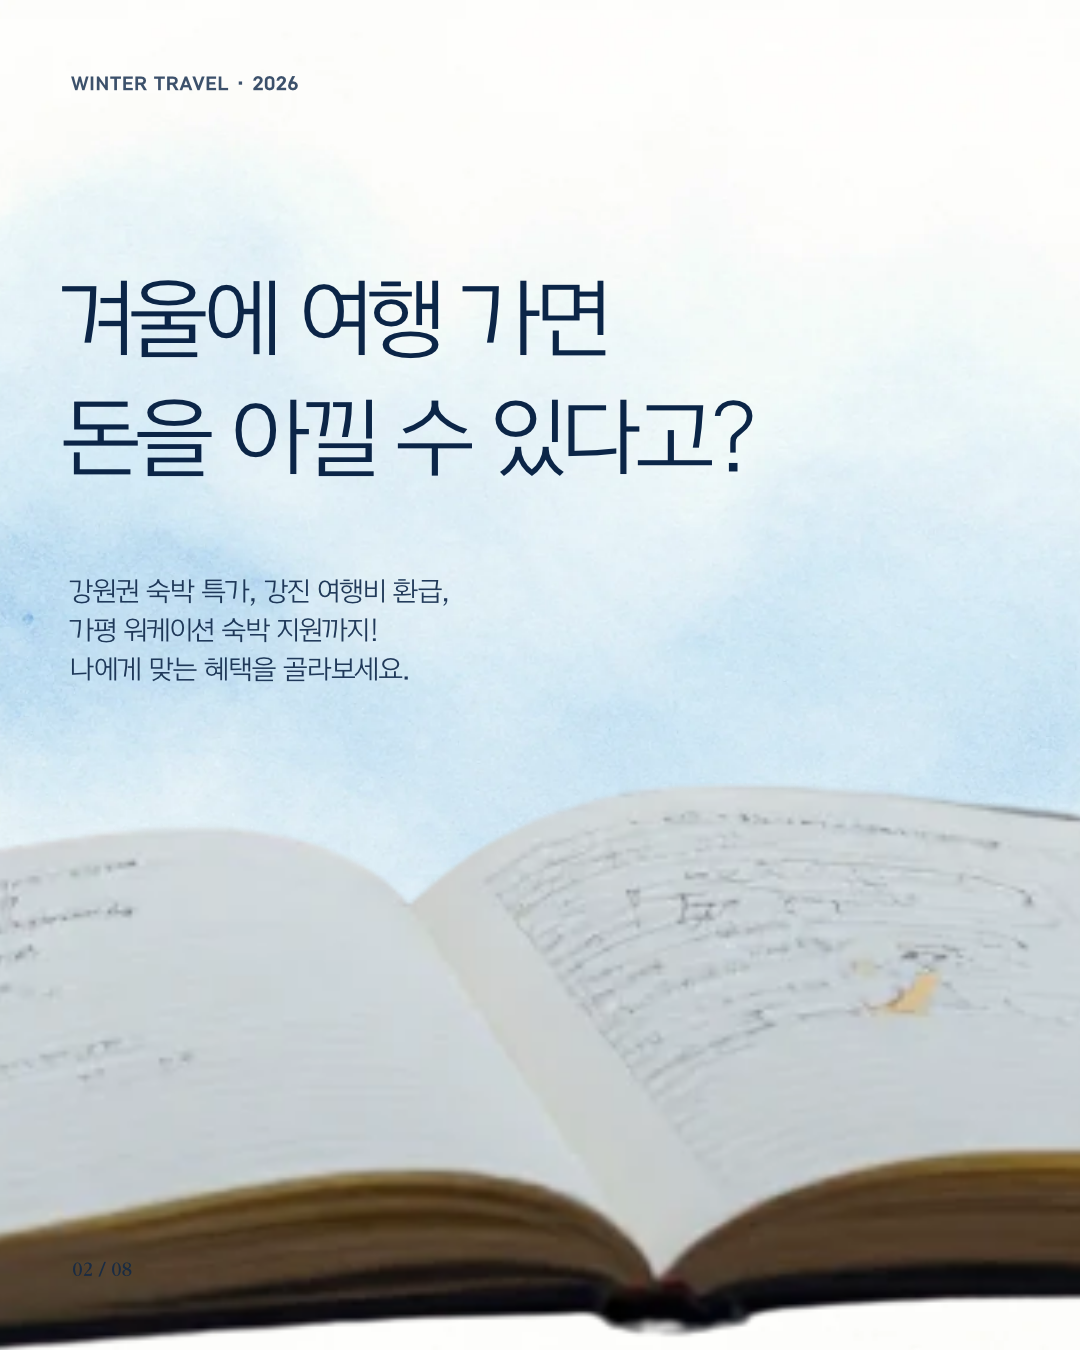 WINTER TRAVEL · 2026
겨울에 여행 가면
돈을 아낄 수 있다고?
강원권 숙박 특가, 강진 여행비 환급,
가평 워케이션 숙박 지원까지!
나에게 맞는 혜택을 골라보세요.
02 / 08